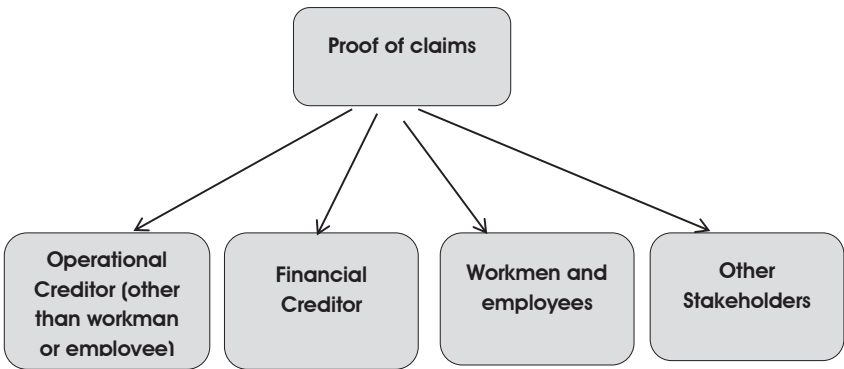 Proof of claims
Operational
Creditor (other
than workman
or employee)
Financial
Creditor
Workmen and
employees
Other
Stakeholders